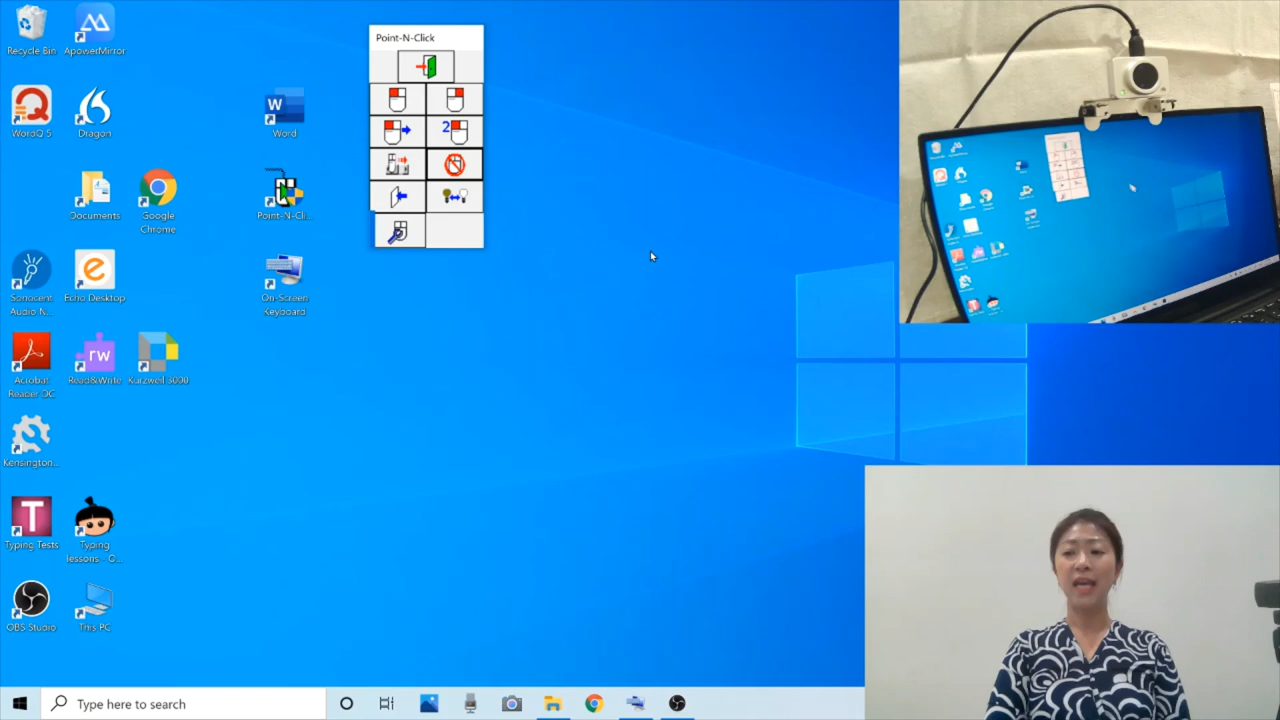 Point-N-Click
2
Recycle Bin
ApowerMirror
WordQ 5
Dragon
W
Word
Documents
Google
Chrome
Point-N-Cli...
Sonocent
Audio N...
Echo Desktop
On-Screen
Keyboard
Acrobat
Reader DC
rw
Read&Write
Kurzweil 3000
Kensington...
T
Typing Tests
Typing
lessons - O...
OBS Studio
This PC
Type here to search